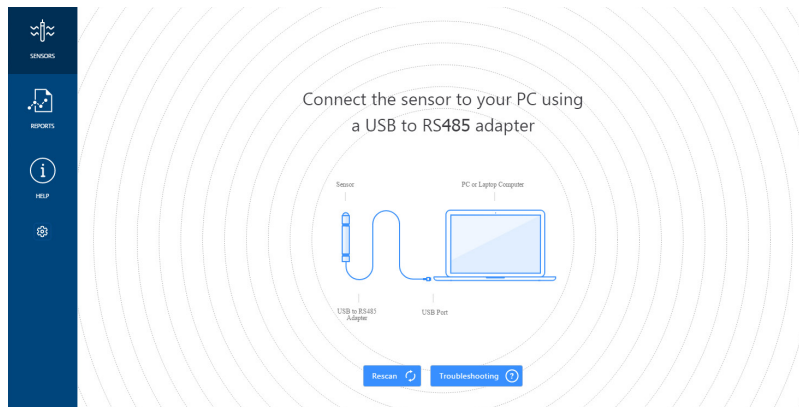 SENSORS
REPORTS
HELP
Connect the sensor to your PC using
a USB to RS485 adapter
Sensor
PC or Laptop Computer
USB to RS485
Adapter
USB Port
Rescan
Troubleshooting